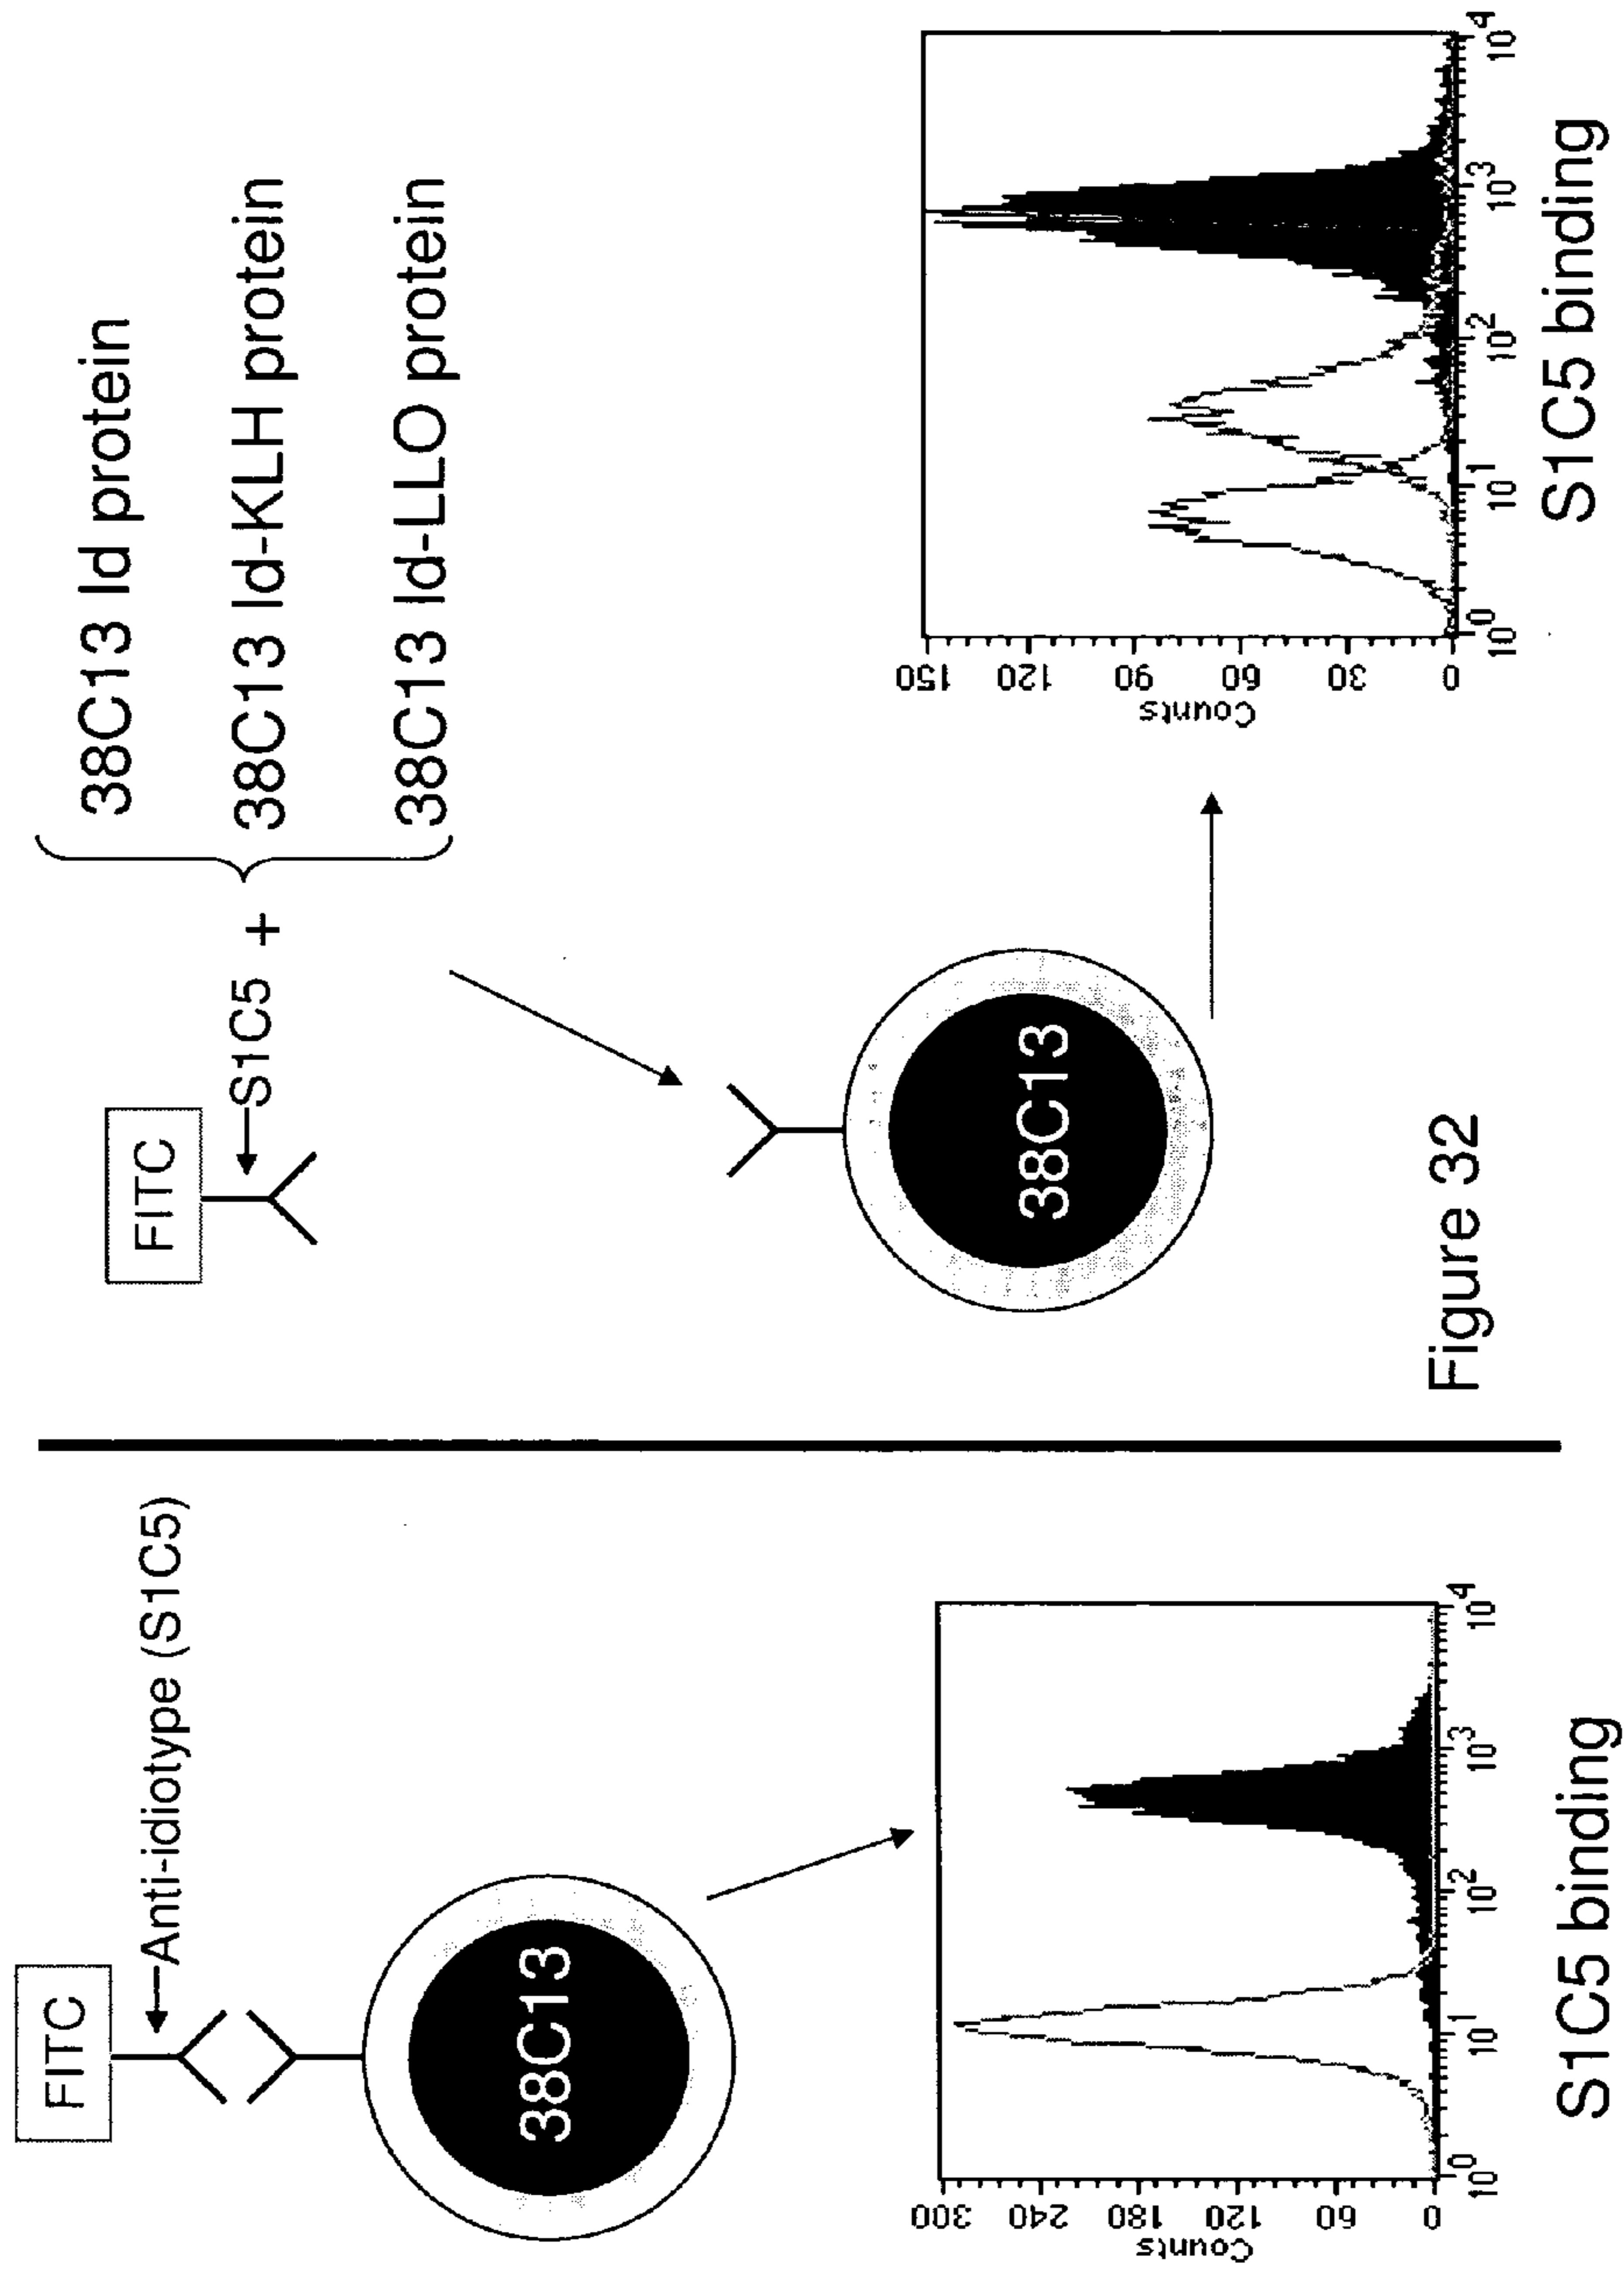 FITC
Anti-idiotype (S1C5)
38C13
Counts
300
240
180
120
60
0
10^0
10^1
10^2
10^3
10^4
S1C5 binding
FITC
S1C5 +
38C13 Id protein
38C13 Id-KLH protein
38C13 Id-LLO protein
38C13
Counts
150
120
90
60
30
0
10^0
10^1
10^2
10^3
10^4
S1C5 binding
Figure 32